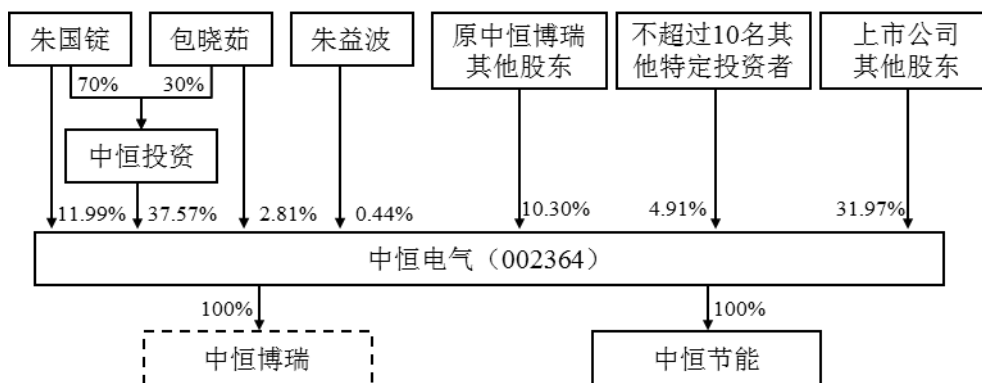 朱国锭
包晓茹
朱益波
原中恒博瑞
其他股东
不超过10名其
他特定投资者
上市公司
其他股东
70%
30%
中恒投资
11.99%
37.57%
2.81%
0.44%
10.30%
4.91%
31.97%
中恒电气（002364）
100%
100%
中恒博瑞
中恒节能